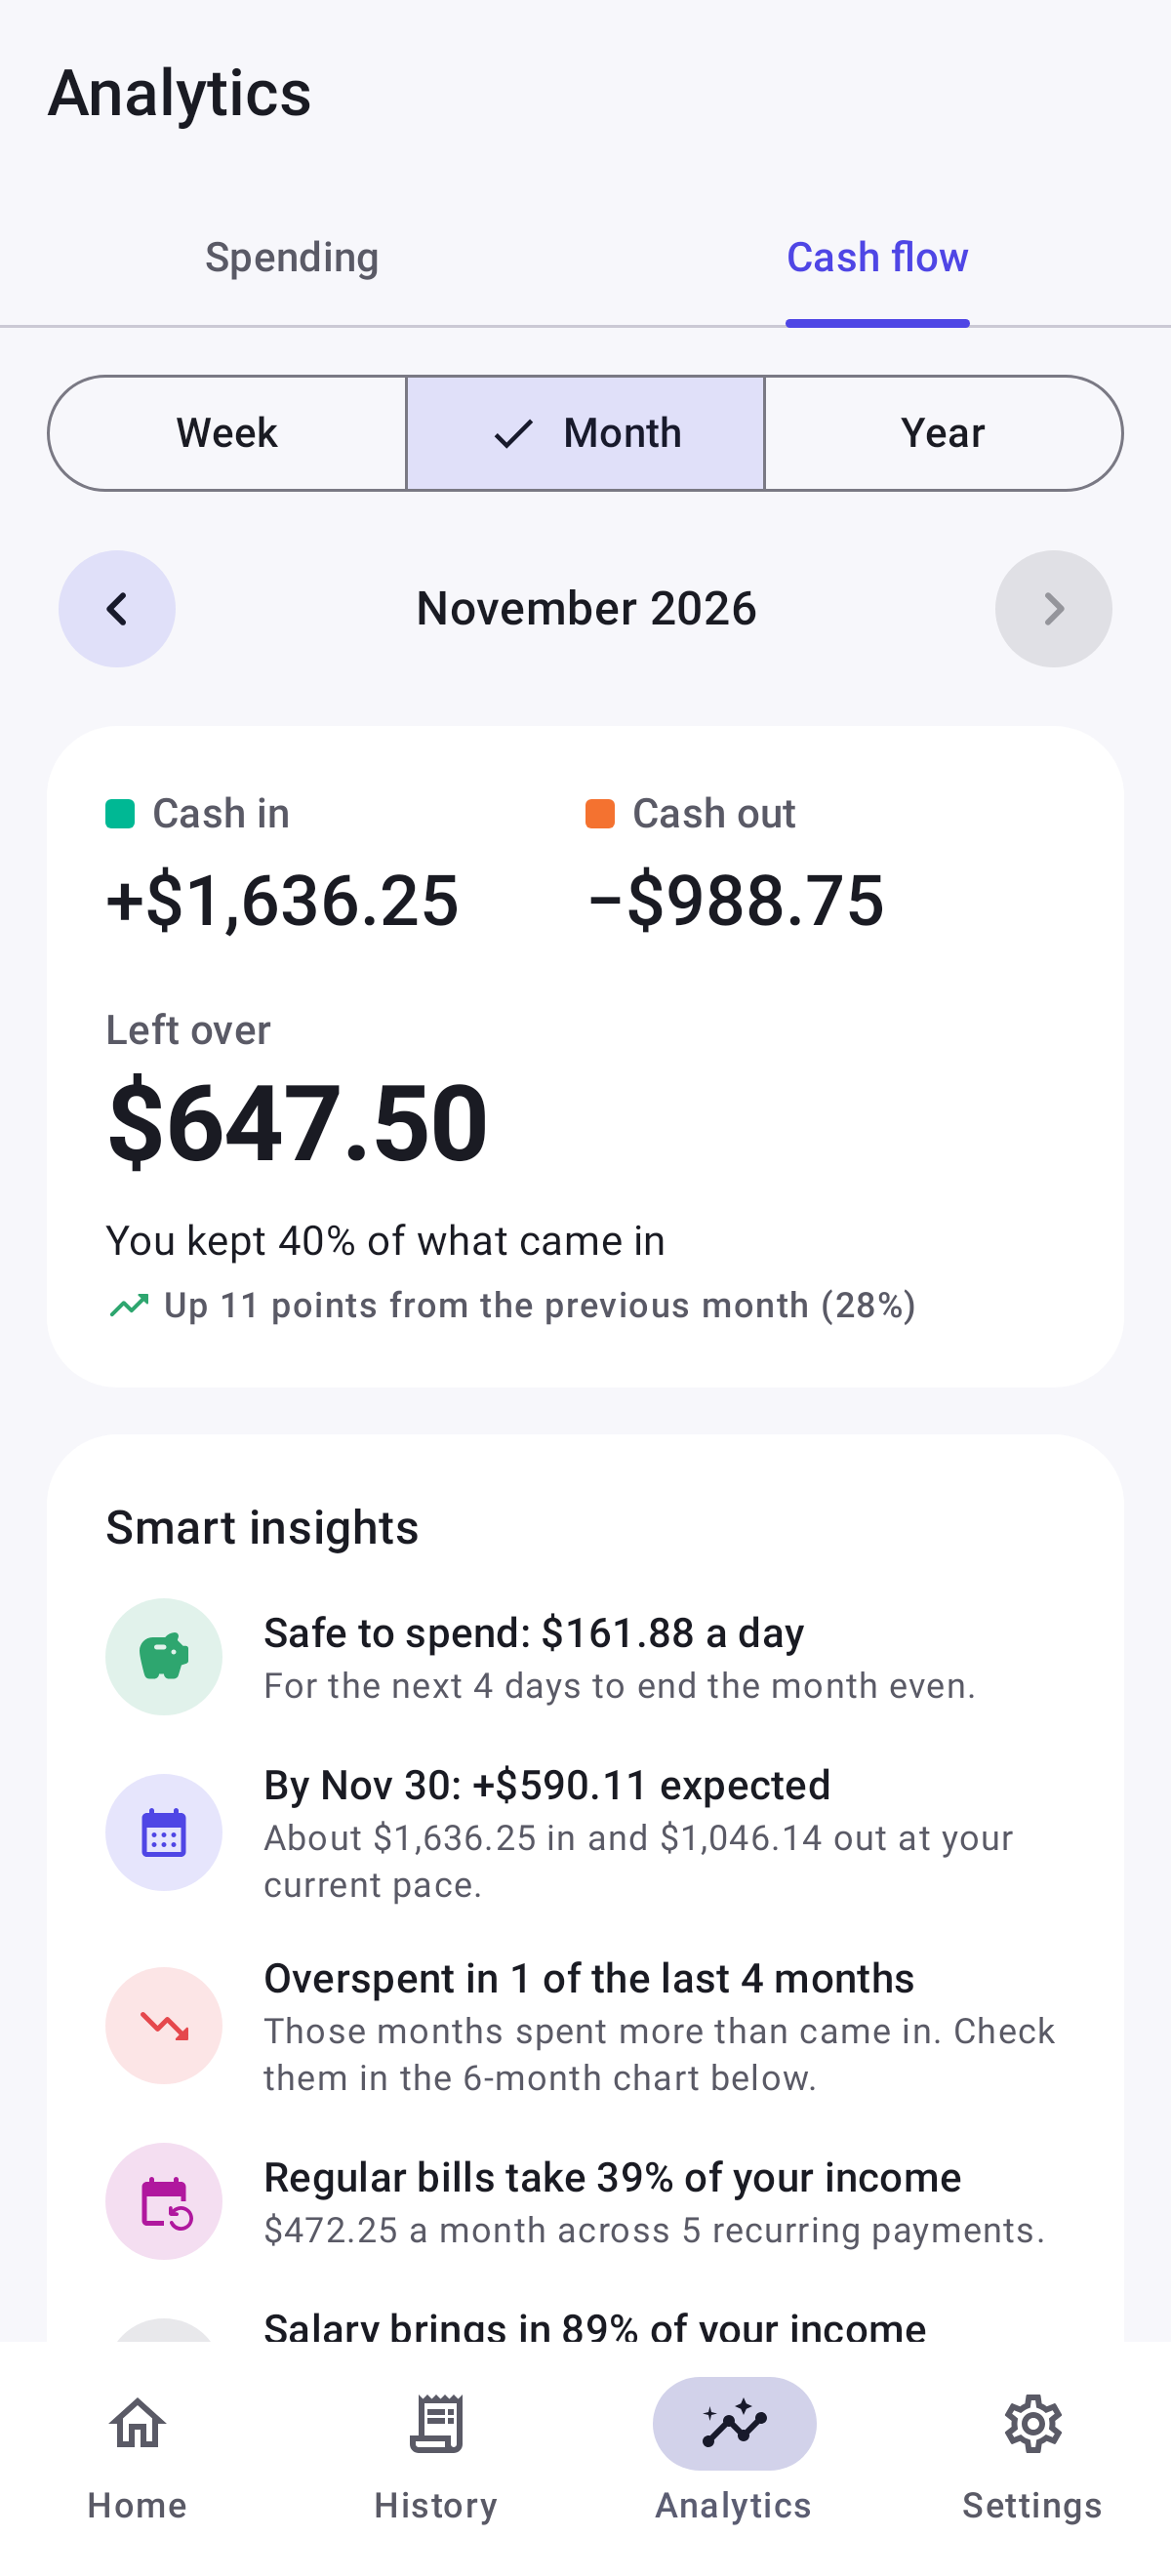 Analytics
Spending
Cash flow
Week
Month
Year
November 2026
Cash in
Cash out
+$1,636.25
−$988.75
Left over
$647.50
You kept 40% of what came in
Up 11 points from the previous month (28%)
Smart insights
Safe to spend: $161.88 a day
For the next 4 days to end the month even.
By Nov 30: +$590.11 expected
About $1,636.25 in and $1,046.14 out at your
current pace.
Overspent in 1 of the last 4 months
Those months spent more than came in. Check
them in the 6-month chart below.
Regular bills take 39% of your income
$472.25 a month across 5 recurring payments.
Salary brings in 89% of your income
Home
History
Analytics
Settings